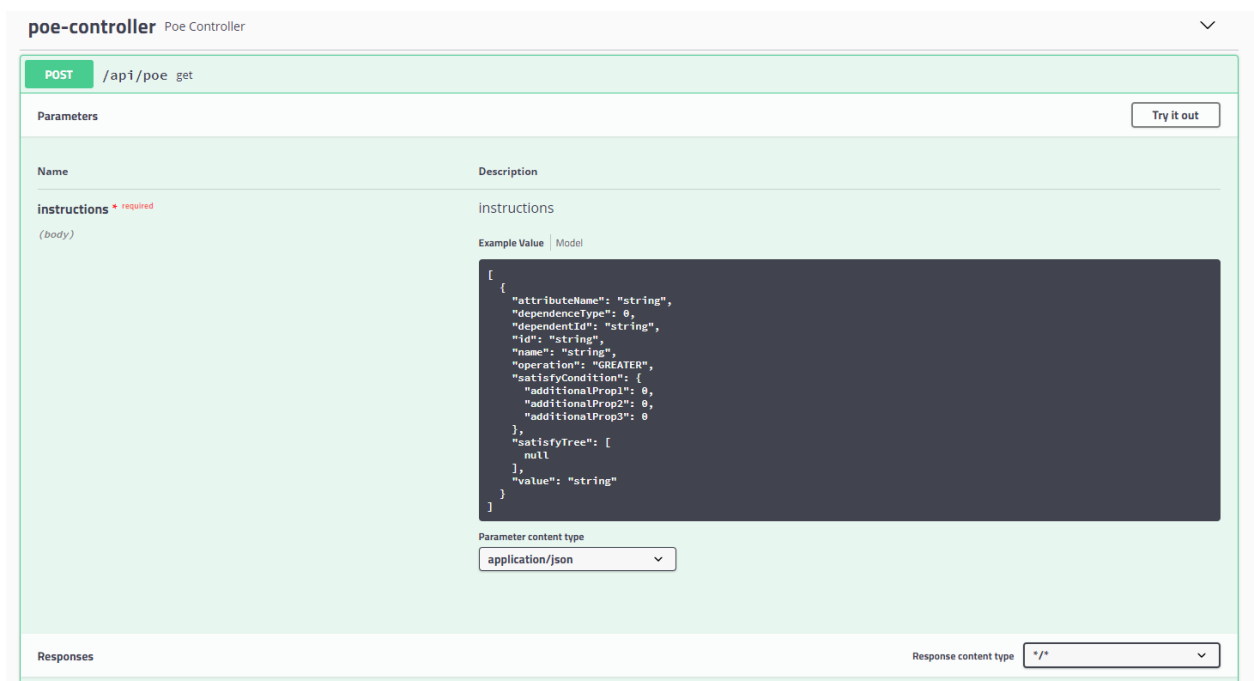 poe-controller Poe Controller
POST /api/poe get
Parameters Try it out
Name Description
instructions * required instructions
(body)
Example Value Model
[
  {
    "attributeName": "string",
    "dependenceType": 0,
    "dependentId": "string",
    "id": "string",
    "name": "string",
    "operation": "GREATER",
    "satisfyCondition": {
      "additionalProp1": 0,
      "additionalProp2": 0,
      "additionalProp3": 0
    },
    "satisfyTree": [
      null
    ],
    "value": "string"
  }
]
Parameter content type
application/json
Responses Response content type */*